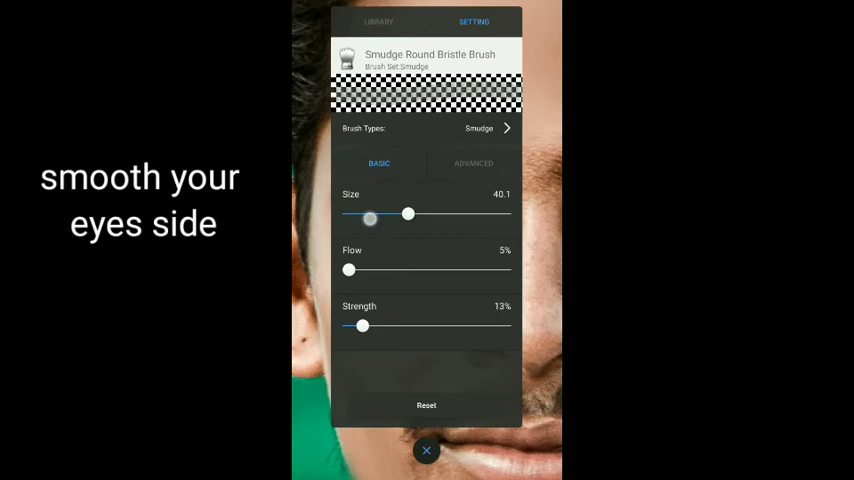 LIBRARY SETTING
Smudge Round Bristle Brush
Brush Set:Smudge
Brush Types: Smudge
smooth your
eyes side
BASIC ADVANCED
Size 40.1
Flow 5%
Strength 13%
Reset